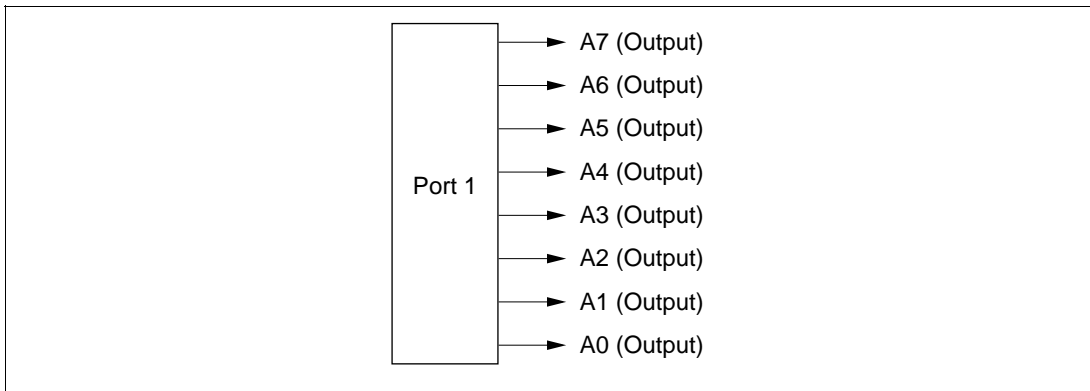 A7 (Output)
A6 (Output)
A5 (Output)
A4 (Output)
Port 1
A3 (Output)
A2 (Output)
A1 (Output)
A0 (Output)